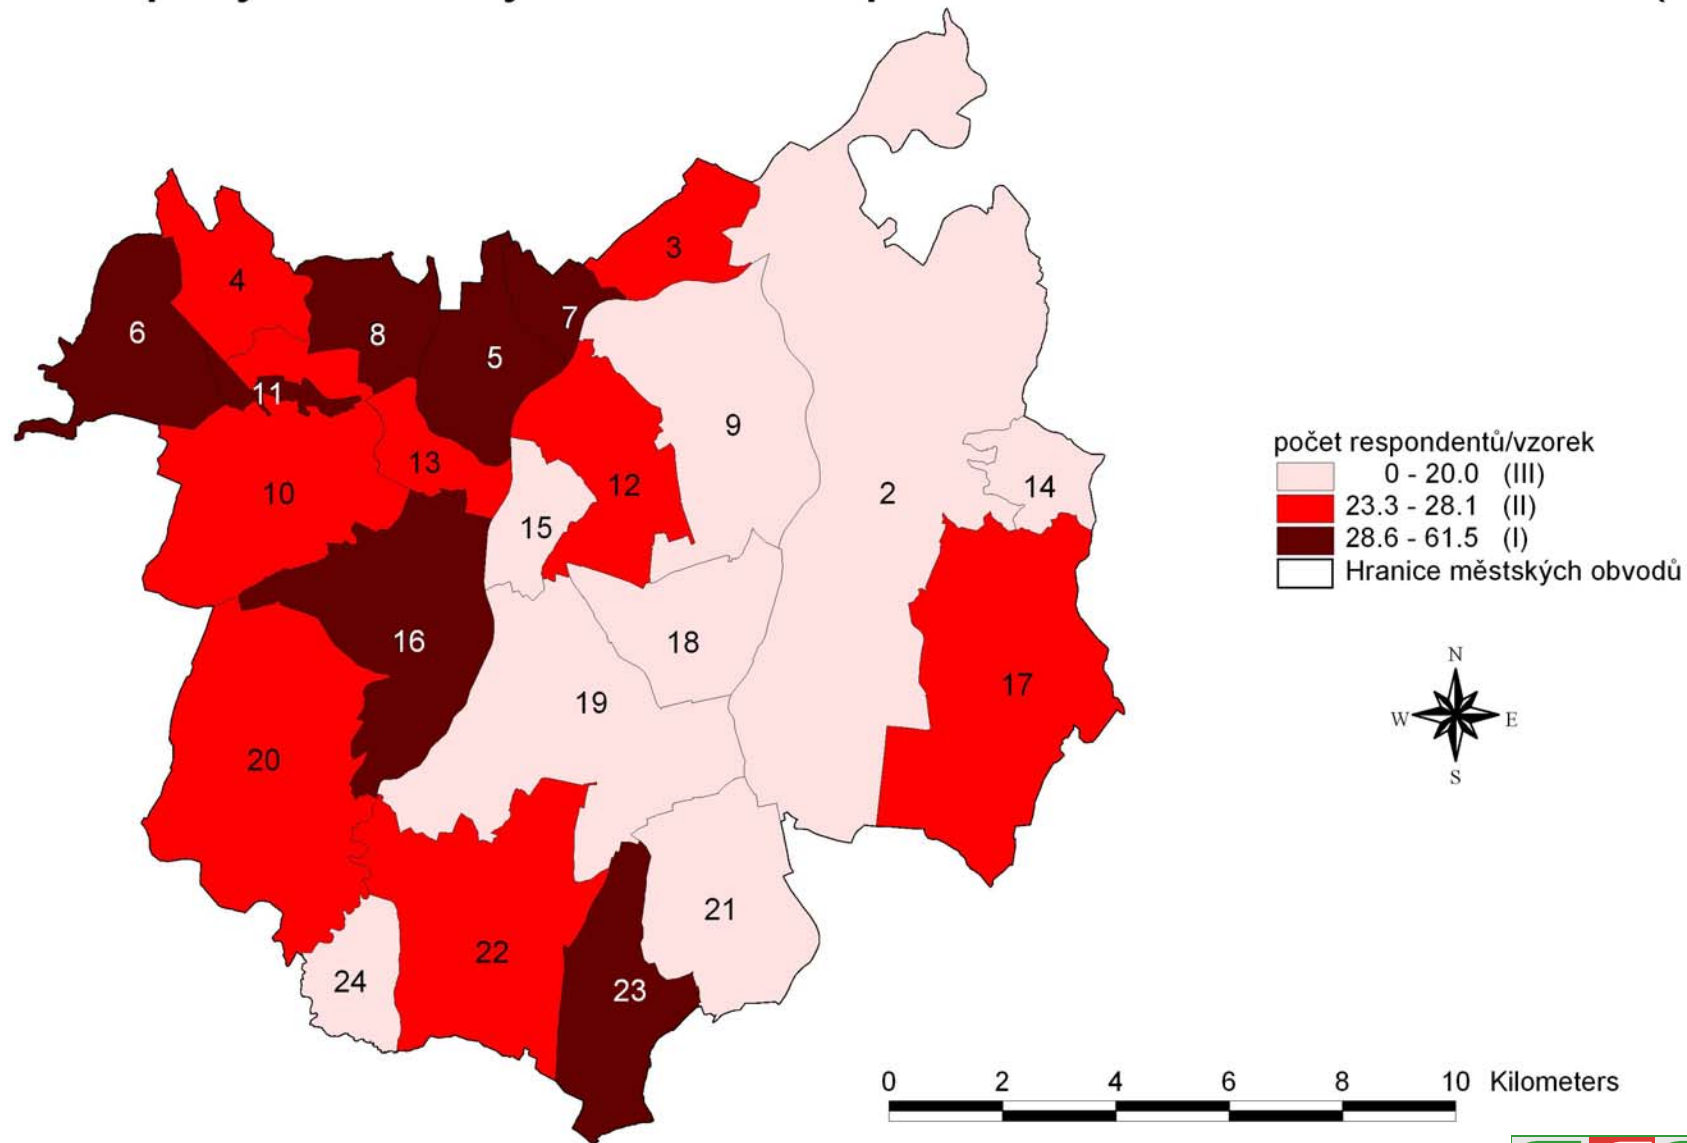 3
4
7
6
8
5
11
9
13
10
12
2
14
15
16
18
17
19
20
21
22
24
23
počet respondentů/vzorek
0 - 20.0 (III)
23.3 - 28.1 (II)
28.6 - 61.5 (I)
Hranice městských obvodů
N
W E
S
0 2 4 6 8 10 Kilometers